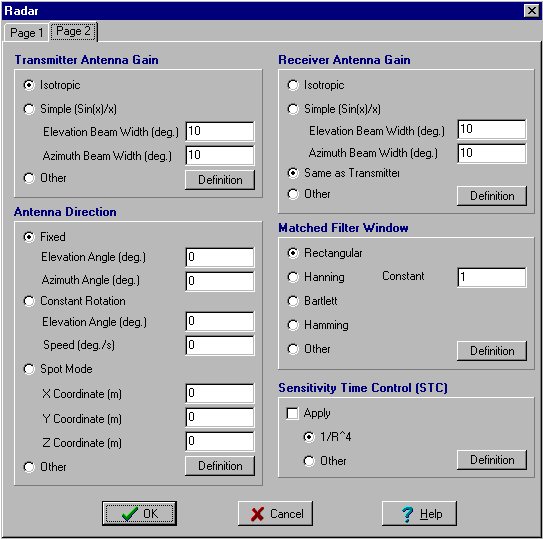 Radar
Page 1 Page 2
Transmitter Antenna Gain
Isotropic
Simple (Sin(x)/x)
Elevation Beam Width (deg.) 10
Azimuth Beam Width (deg.) 10
Other Definition
Antenna Direction
Fixed
Elevation Angle (deg.) 0
Azimuth Angle (deg.) 0
Constant Rotation
Elevation Angle (deg.) 0
Speed (deg./s) 0
Spot Mode
X Coordinate (m) 0
Y Coordinate (m) 0
Z Coordinate (m) 0
Other Definition
Receiver Antenna Gain
Isotropic
Simple (Sin(x)/x)
Elevation Beam Width (deg.) 10
Azimuth Beam Width (deg.) 10
Same as Transmitter
Other Definition
Matched Filter Window
Rectangular
Hanning Constant 1
Bartlett
Hamming
Other Definition
Sensitivity Time Control (STC)
Apply
1/R^4
Other Definition
OK Cancel ? Help